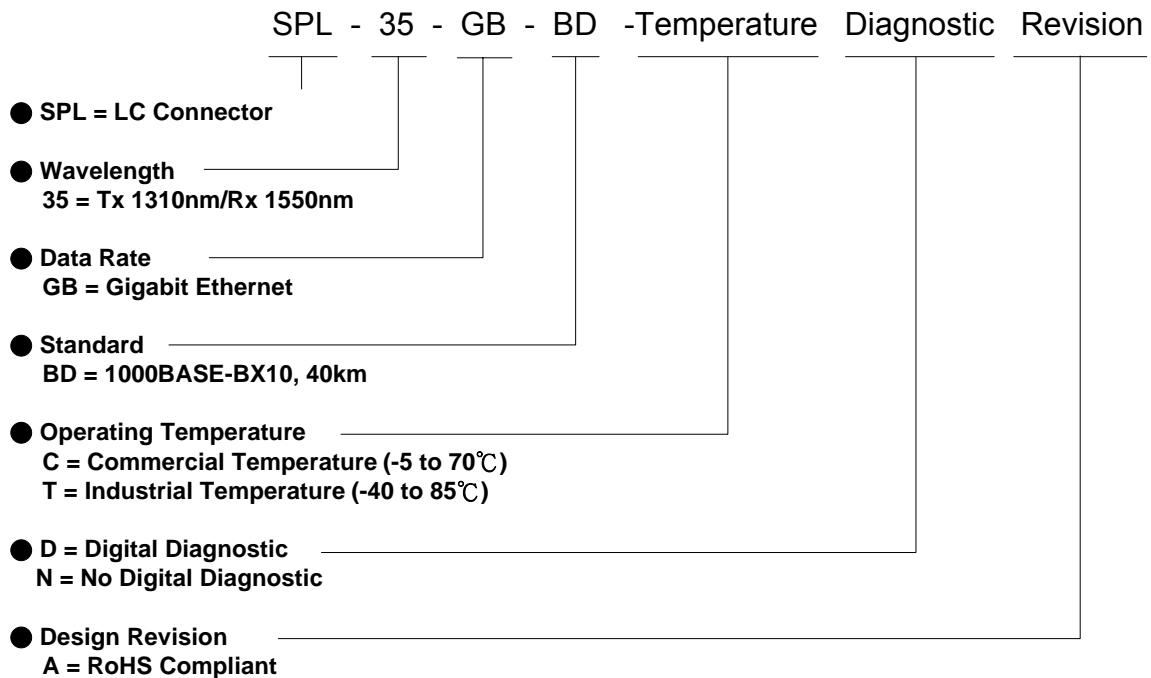 SPL - 35 - GB - BD -Temperature Diagnostic Revision
● SPL = LC Connector
● Wavelength
35 = Tx 1310nm/Rx 1550nm
● Data Rate
GB = Gigabit Ethernet
● Standard
BD = 1000BASE-BX10, 40km
● Operating Temperature
C = Commercial Temperature (-5 to 70℃)
T = Industrial Temperature (-40 to 85℃)
● D = Digital Diagnostic
N = No Digital Diagnostic
● Design Revision
A = RoHS Compliant